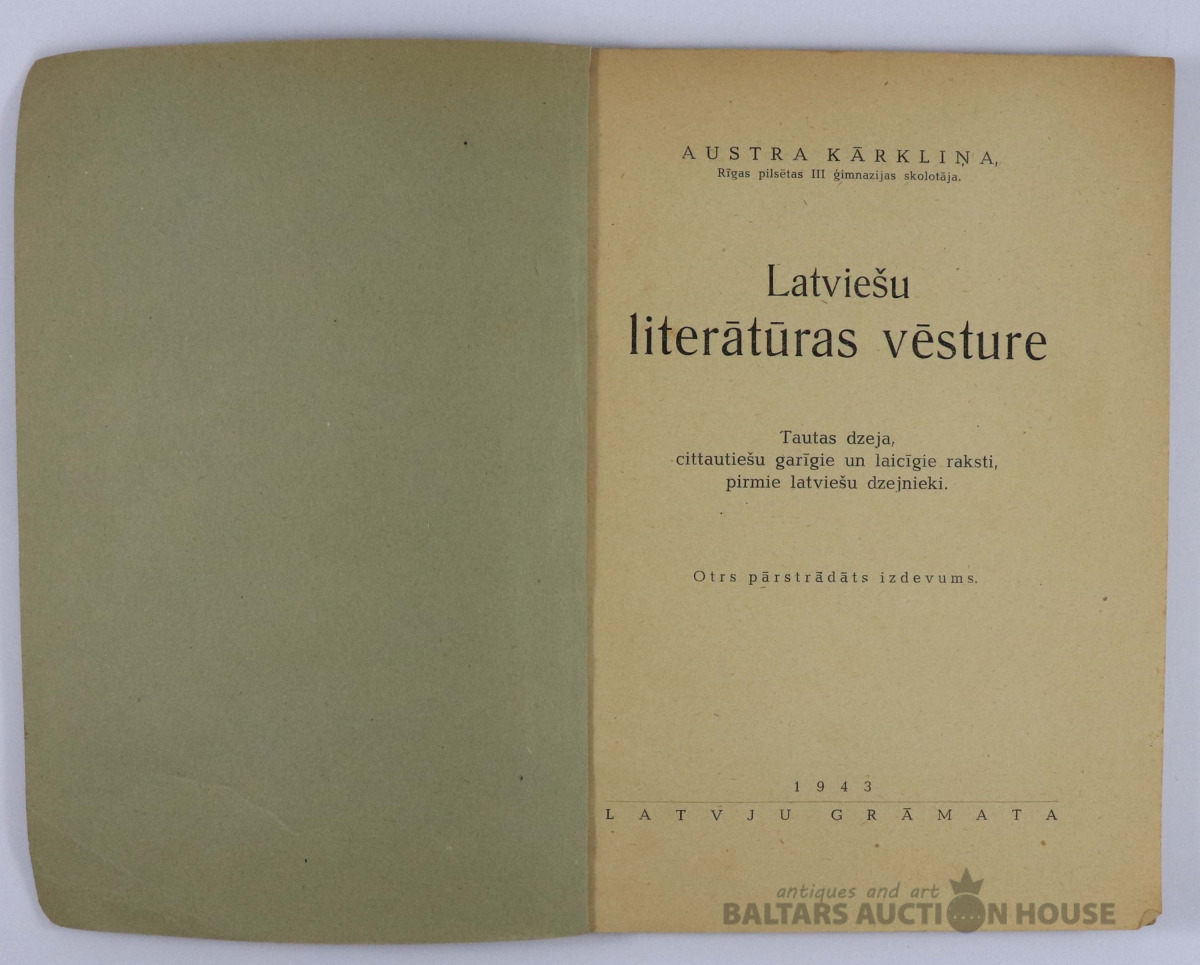 AUSTRA KĀRKLIŅA,
Rīgas pilsētas III ģimnazijas skolotāja.
Latviešu
literātūras vēsture
Tautas dzeja,
cittautiešu garīgie un laicīgie raksti,
pirmie latviešu dzejnieki.
Otrs pārstrādāts izdevums.
1943
LATVJU GRĀMATA
antiques and art
BALTARS AUCTION HOUSE